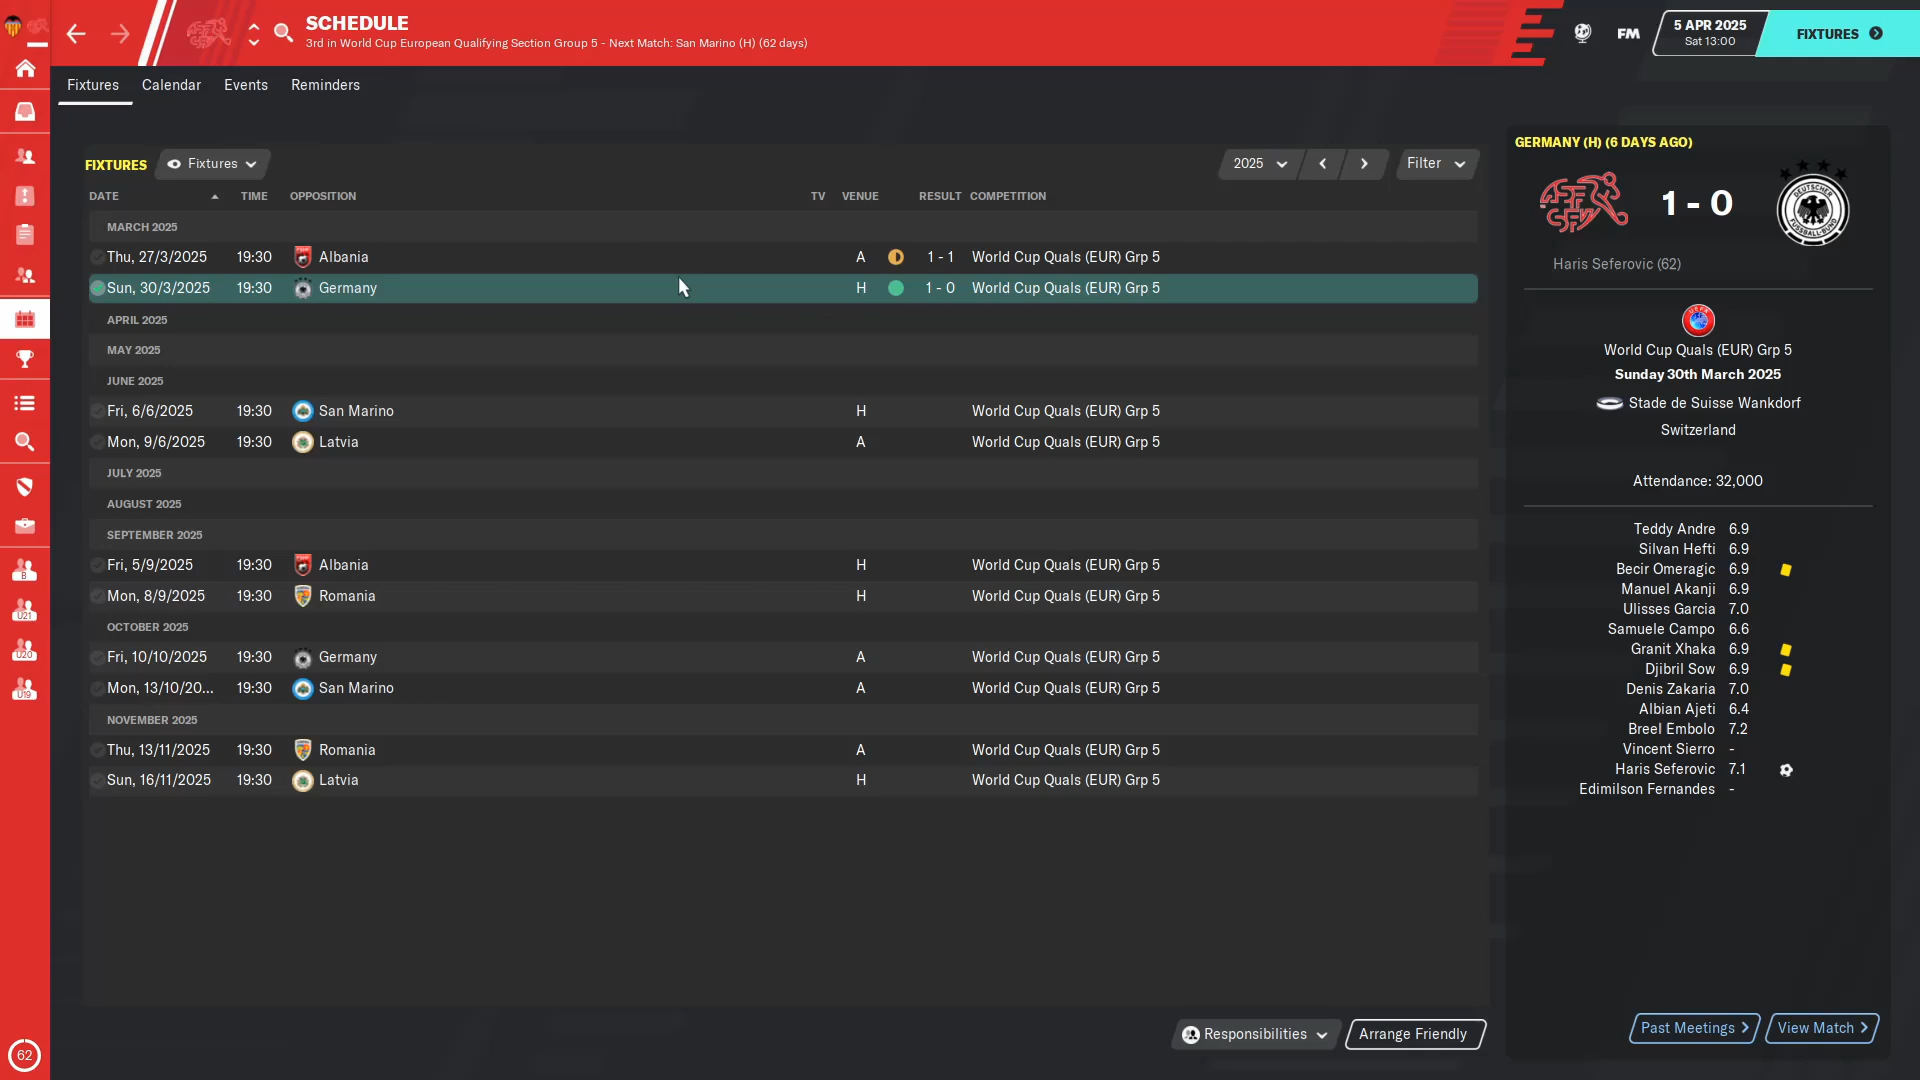 SCHEDULE
3rd in World Cup European Qualifying Section Group 5 - Next Match: San Marino (H) (62 days)
FM
5 APR 2025
Sat 13:00
FIXTURES
Fixtures Calendar Events Reminders
FIXTURES Fixtures 2025 Filter
DATE TIME OPPOSITION TV VENUE RESULT COMPETITION
MARCH 2025
Thu, 27/3/2025 19:30 Albania A 1 - 1 World Cup Quals (EUR) Grp 5
Sun, 30/3/2025 19:30 Germany H 1 - 0 World Cup Quals (EUR) Grp 5
APRIL 2025
MAY 2025
JUNE 2025
Fri, 6/6/2025 19:30 San Marino H World Cup Quals (EUR) Grp 5
Mon, 9/6/2025 19:30 Latvia A World Cup Quals (EUR) Grp 5
JULY 2025
AUGUST 2025
SEPTEMBER 2025
Fri, 5/9/2025 19:30 Albania H World Cup Quals (EUR) Grp 5
Mon, 8/9/2025 19:30 Romania H World Cup Quals (EUR) Grp 5
OCTOBER 2025
Fri, 10/10/2025 19:30 Germany A World Cup Quals (EUR) Grp 5
Mon, 13/10/20... 19:30 San Marino A World Cup Quals (EUR) Grp 5
NOVEMBER 2025
Thu, 13/11/2025 19:30 Romania A World Cup Quals (EUR) Grp 5
Sun, 16/11/2025 19:30 Latvia H World Cup Quals (EUR) Grp 5
Responsibilities Arrange Friendly
GERMANY (H) (6 DAYS AGO)
1 - 0
DEUTSCHER FUSSBALL-BUND
Haris Seferovic (62)
UEFA
World Cup Quals (EUR) Grp 5
Sunday 30th March 2025
Stade de Suisse Wankdorf
Switzerland
Attendance: 32,000
Teddy Andre 6.9
Silvan Hefti 6.9
Becir Omeragic 6.9
Manuel Akanji 6.9
Ulisses Garcia 7.0
Samuele Campo 6.6
Granit Xhaka 6.9
Djibril Sow 6.9
Denis Zakaria 7.0
Albian Ajeti 6.4
Breel Embolo 7.2
Vincent Sierro -
Haris Seferovic 7.1
Edimilson Fernandes -
Past Meetings View Match
B
U21
U20
U19
62